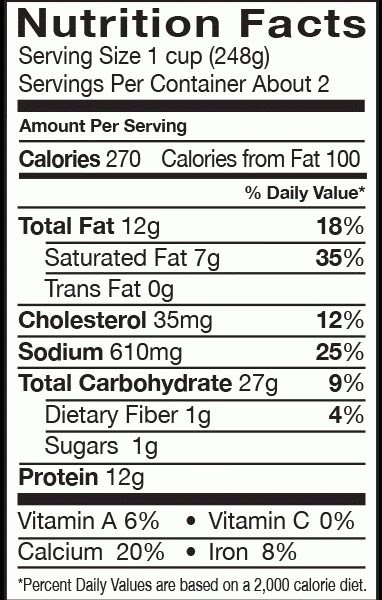 Nutrition Facts
Serving Size 1 cup (248g)
Servings Per Container About 2
Amount Per Serving
Calories 270 Calories from Fat 100
% Daily Value*
Total Fat 12g 18%
Saturated Fat 7g 35%
Trans Fat 0g
Cholesterol 35mg 12%
Sodium 610mg 25%
Total Carbohydrate 27g 9%
Dietary Fiber 1g 4%
Sugars 1g
Protein 12g
Vitamin A 6% • Vitamin C 0%
Calcium 20% • Iron 8%
*Percent Daily Values are based on a 2,000 calorie diet.